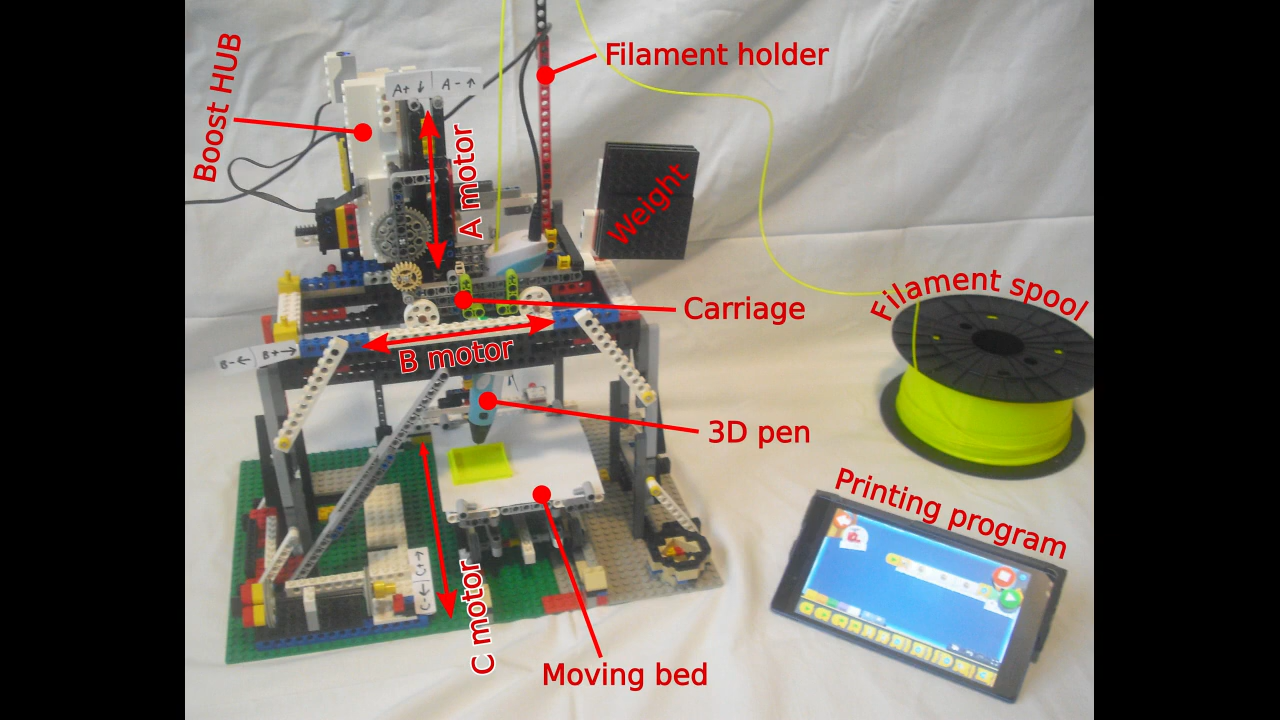 Filament holder
Boost HUB
A+ ↓ A- ↑
A motor
Weight
Filament spool
Carriage
B- ← B+ →
B motor
3D pen
Printing program
C- ← C+ →
C motor
Moving bed